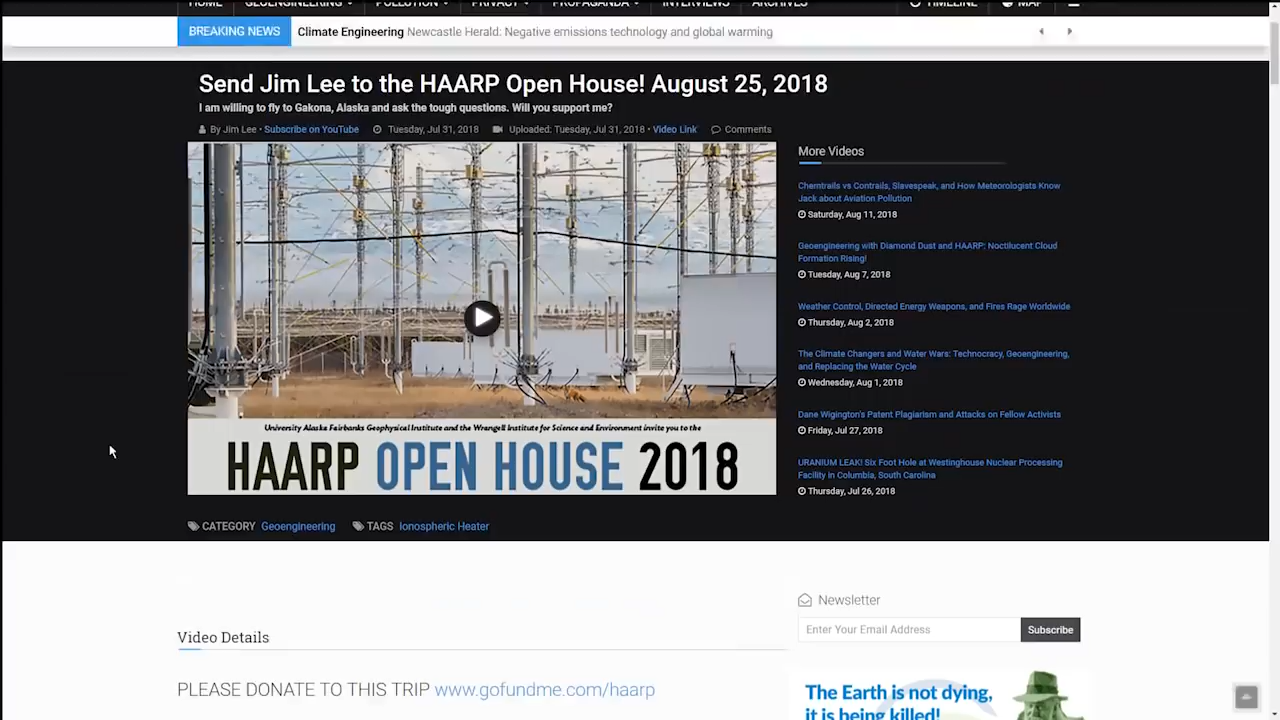 HOME GEOENGINEERING POLLUTION PRIVACY PROPAGANDA INTERVIEWS ARCHIVES TIMELINE MAP
BREAKING NEWS Climate Engineering Newcastle Herald: Negative emissions technology and global warming
Send Jim Lee to the HAARP Open House! August 25, 2018
I am willing to fly to Gakona, Alaska and ask the tough questions. Will you support me?
By Jim Lee • Subscribe on YouTube Tuesday, Jul 31, 2018 Uploaded: Tuesday, Jul 31, 2018 • Video Link Comments
University Alaska Fairbanks Geophysical Institute and the Wrangell Institute for Science and Environment invite you to the
HAARP OPEN HOUSE 2018
CATEGORY Geoengineering TAGS Ionospheric Heater
More Videos
Chemtrails vs Contrails, Slavespeak, and How Meteorologists Know
Jack about Aviation Pollution
Saturday, Aug 11, 2018
Geoengineering with Diamond Dust and HAARP: Noctilucent Cloud
Formation Rising!
Tuesday, Aug 7, 2018
Weather Control, Directed Energy Weapons, and Fires Rage Worldwide
Thursday, Aug 2, 2018
The Climate Changers and Water Wars: Technocracy, Geoengineering,
and Replacing the Water Cycle
Wednesday, Aug 1, 2018
Dane Wigington's Patent Plagiarism and Attacks on Fellow Activists
Friday, Jul 27, 2018
URANIUM LEAK! Six Foot Hole at Westinghouse Nuclear Processing
Facility in Columbia, South Carolina
Thursday, Jul 26, 2018
Video Details
PLEASE DONATE TO THIS TRIP www.gofundme.com/haarp
Newsletter
Enter Your Email Address Subscribe
The Earth is not dying,
it is being killed!